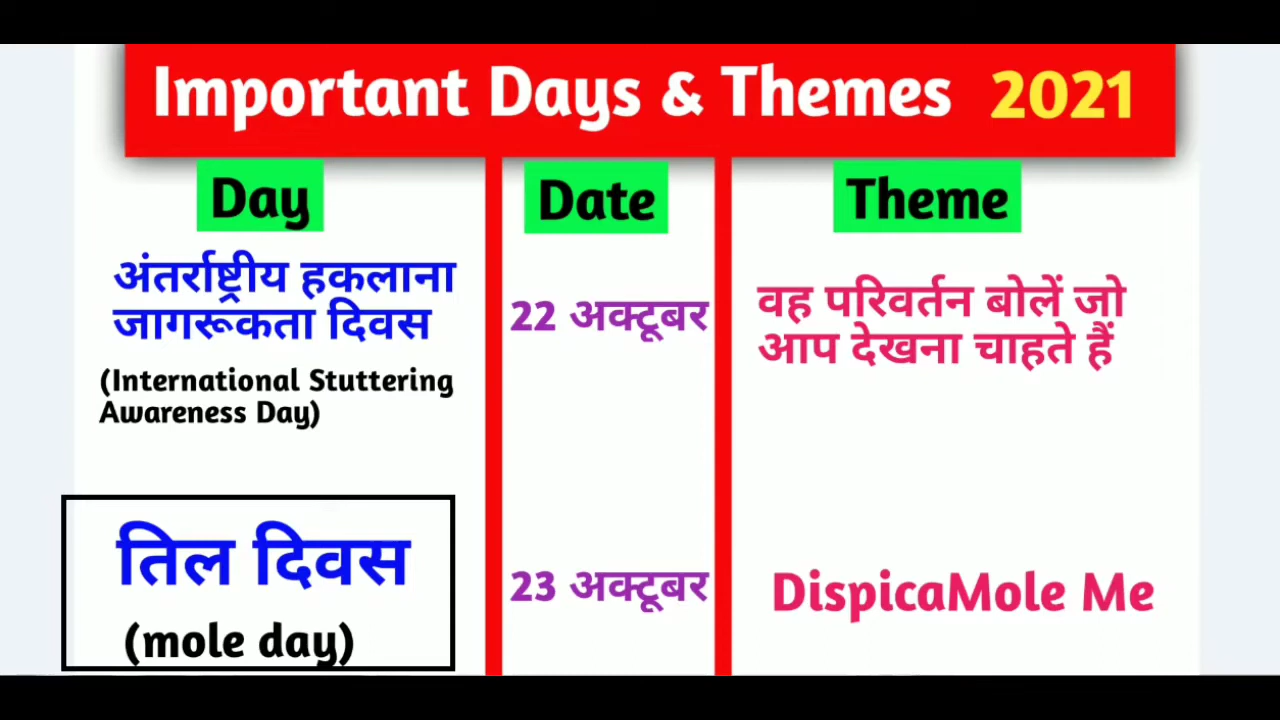 Important Days & Themes 2021
Day
Date
Theme
अंतर्राष्ट्रीय हकलाना
जागरूकता दिवस
(International Stuttering
Awareness Day)
22 अक्टूबर
वह परिवर्तन बोलें जो
आप देखना चाहते हैं
तिल दिवस
(mole day)
23 अक्टूबर
DispicaMole Me